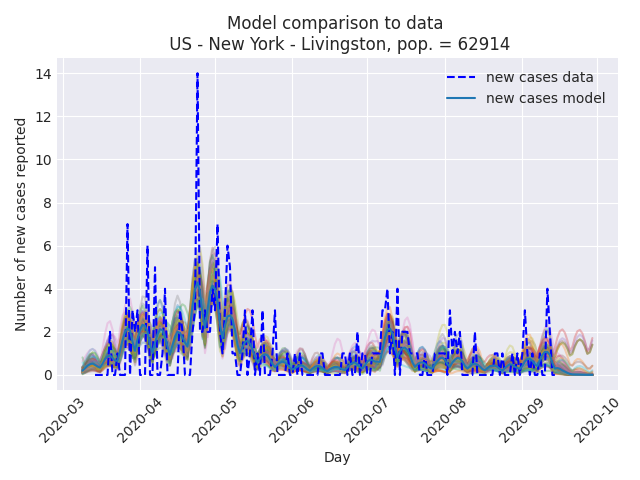 Model comparison to data
US - New York - Livingston, pop. = 62914
new cases data
new cases model
Number of new cases reported
14
12
10
8
6
4
2
0
2020-03
2020-04
2020-05
2020-06
2020-07
2020-08
2020-09
2020-10
Day